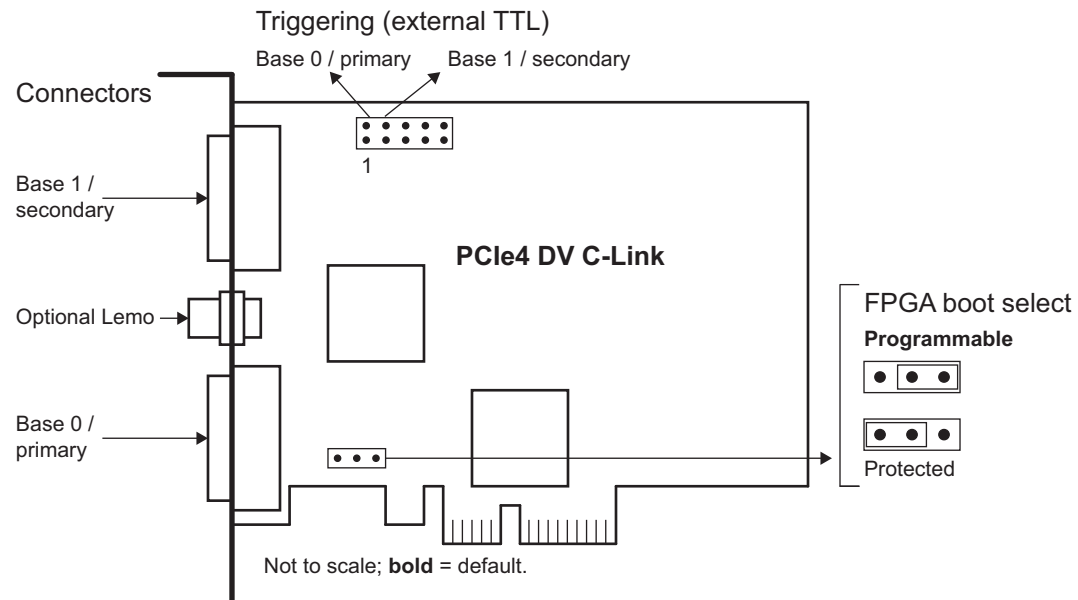 Triggering (external TTL)
Base 0 / primary
Base 1 / secondary
Connectors
1
Base 1 /
secondary
PCIe4 DV C-Link
Optional Lemo
FPGA boot select
Programmable
Base 0 /
primary
Protected
Not to scale; bold = default.